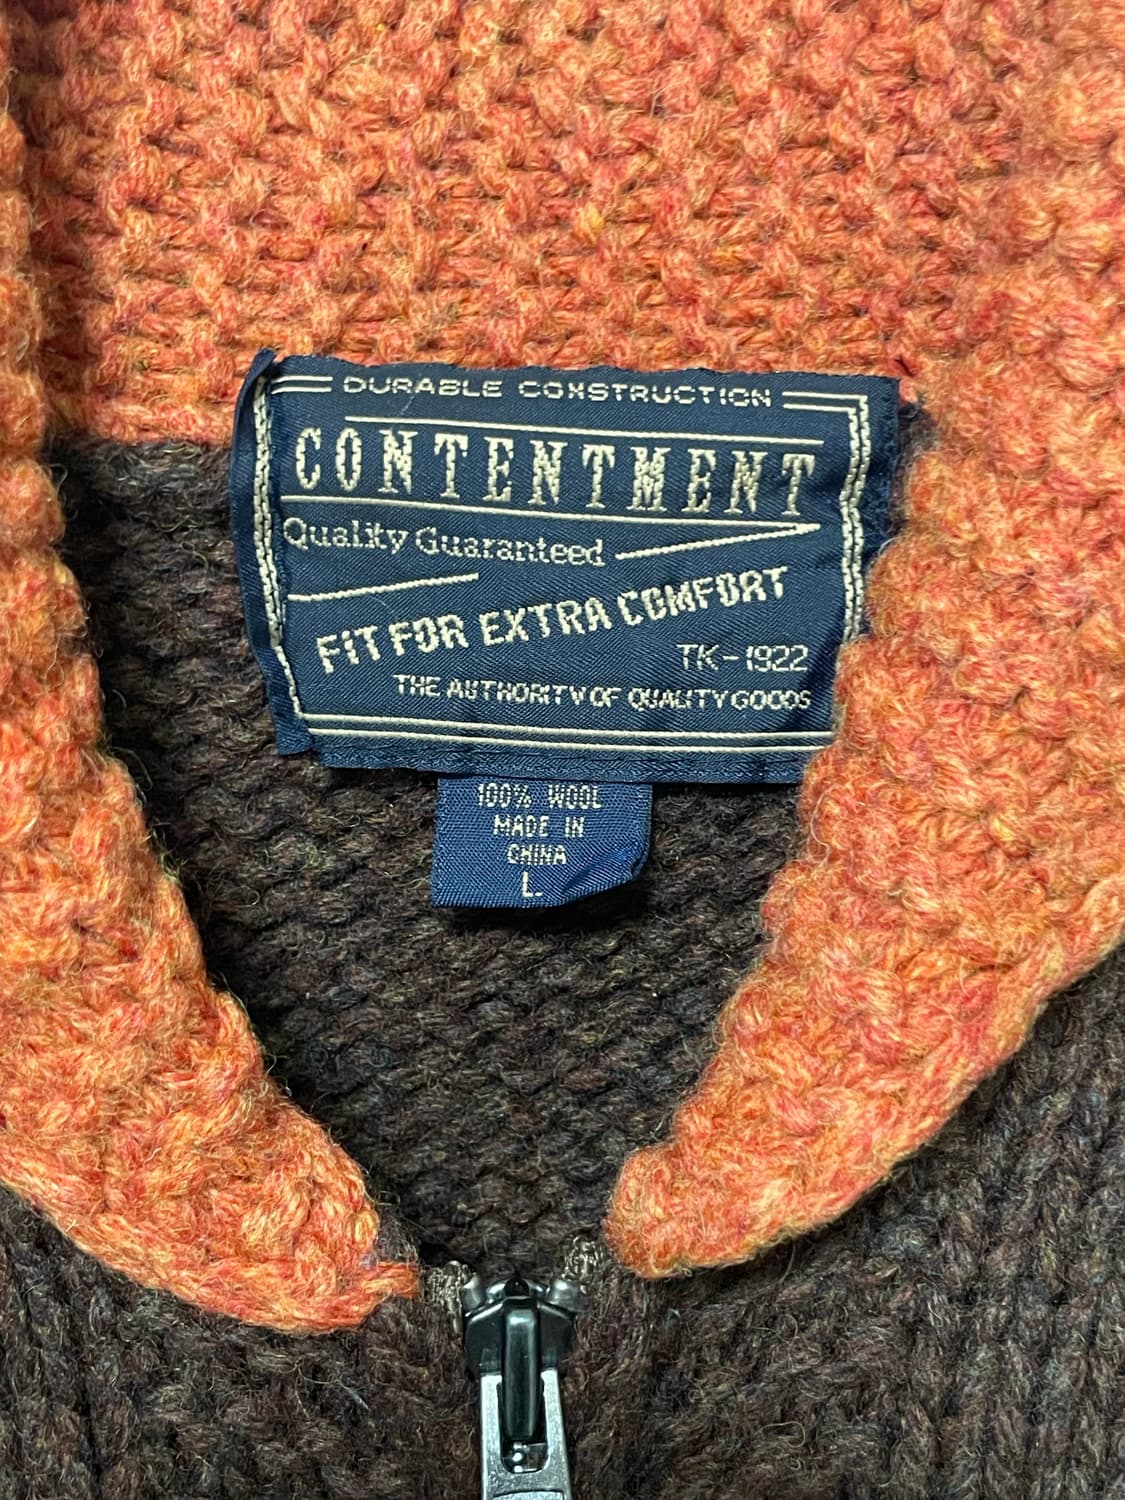 DURABLE CONSTRUCTION
CONTENTMENT
Quality Guaranteed
FIT FOR EXTRA COMFORT
TK-1922
THE AUTHORITY OF QUALITY GOODS
100% WOOL
MADE IN
CHINA
L.